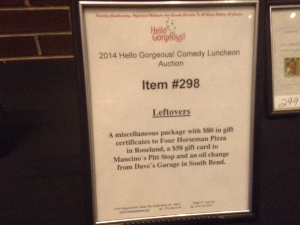 Hello
Gorgeous!
2014 Hello Gorgeous! Comedy Luncheon
Auction
Item #298
Leftovers
A miscellaneous package with $80 in gift
certificates to Four Horseman Pizza
in Roseland, a $50 gift card to
Mancino's Pitt Stop and an oil change
from Dave's Garage in South Bend.
299